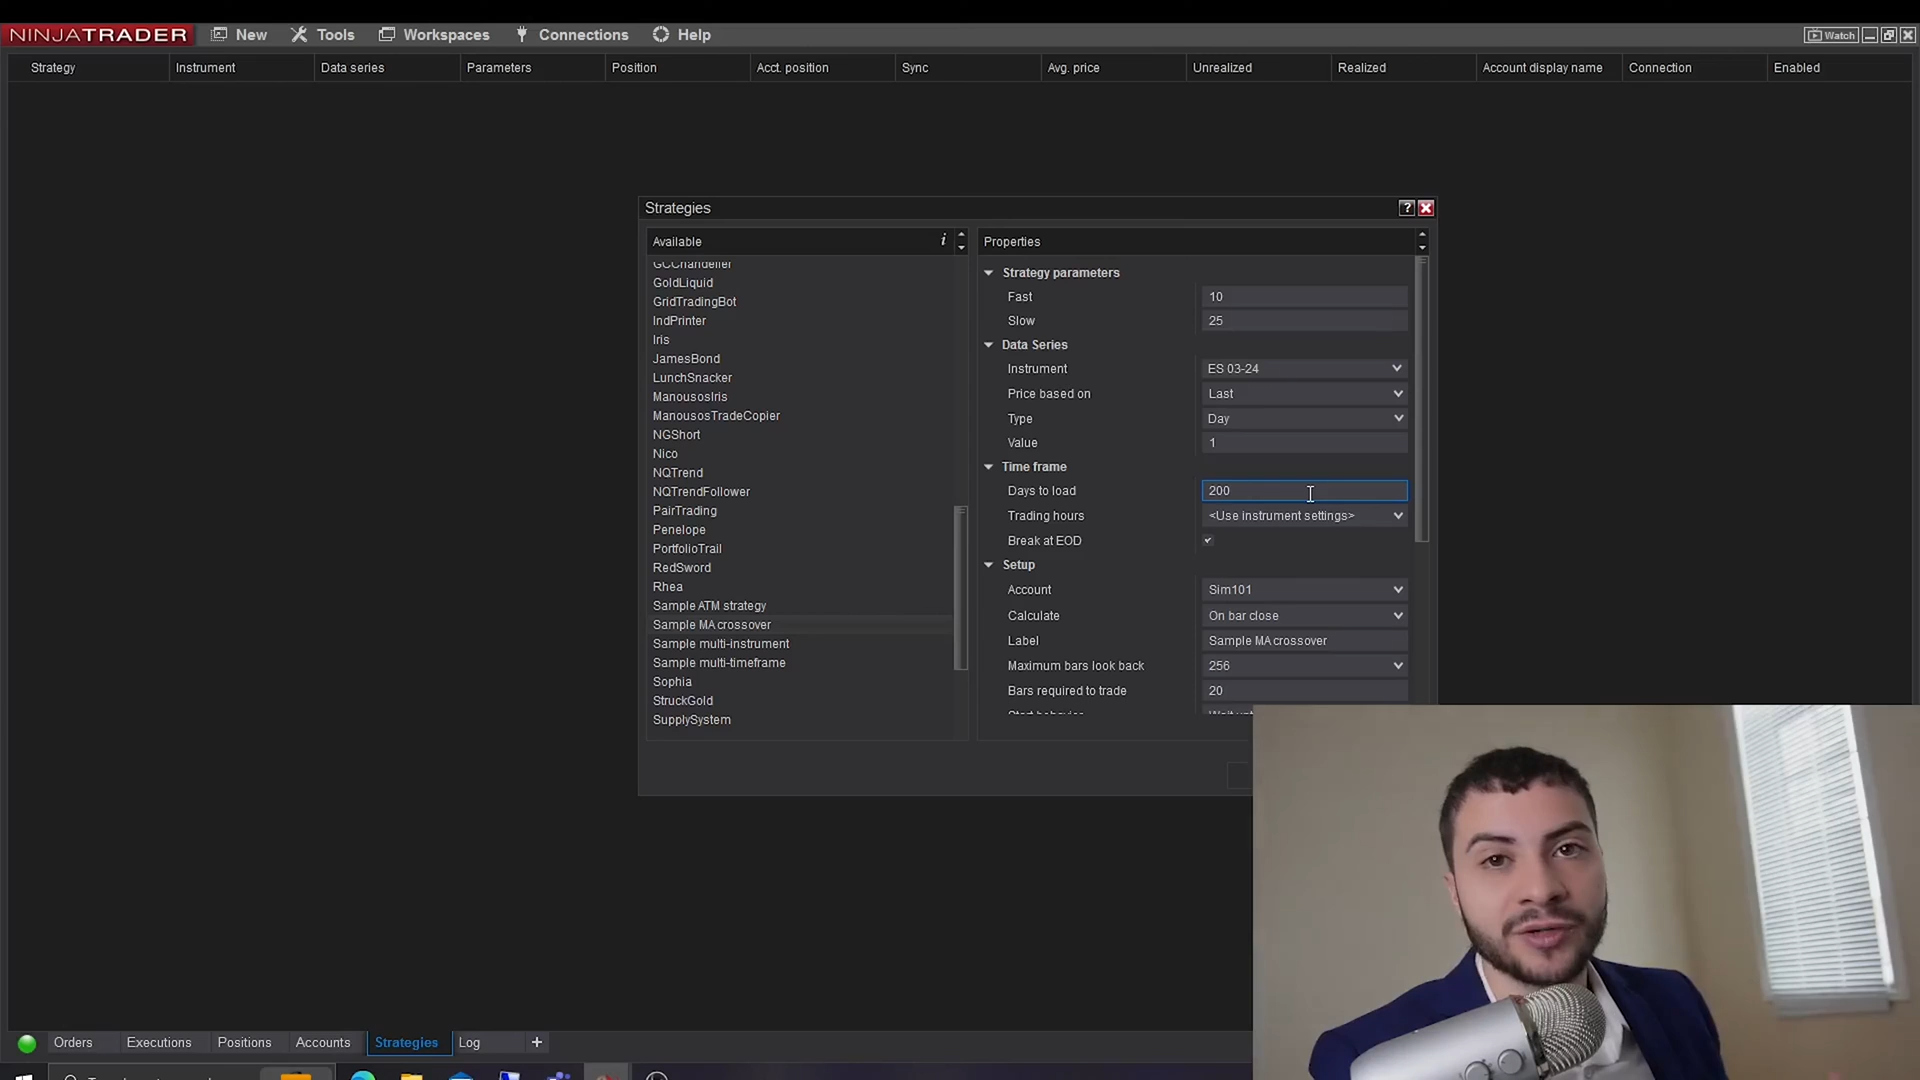 NINJATRADER New Tools Workspaces Connections Help Watch
Strategy Instrument Data series Parameters Position Acct. position Sync Avg. price Unrealized Realized Account display name Connection Enabled
Strategies ?
Available i
GCChandelier
GoldLiquid
GridTradingBot
IndPrinter
Iris
JamesBond
LunchSnacker
ManousosIris
ManousosTradeCopier
NGShort
Nico
NQTrend
NQTrendFollower
PairTrading
Penelope
PortfolioTrail
RedSword
Rhea
Sample ATM strategy
Sample MA crossover
Sample multi-instrument
Sample multi-timeframe
Sophia
StruckGold
SupplySystem
Properties
Strategy parameters
Fast 10
Slow 25
Data Series
Instrument ES 03-24
Price based on Last
Type Day
Value 1
Time frame
Days to load 200
Trading hours <Use instrument settings>
Break at EOD
Setup
Account Sim101
Calculate On bar close
Label Sample MA crossover
Maximum bars look back 256
Bars required to trade 20
Orders Executions Positions Accounts Strategies Log +